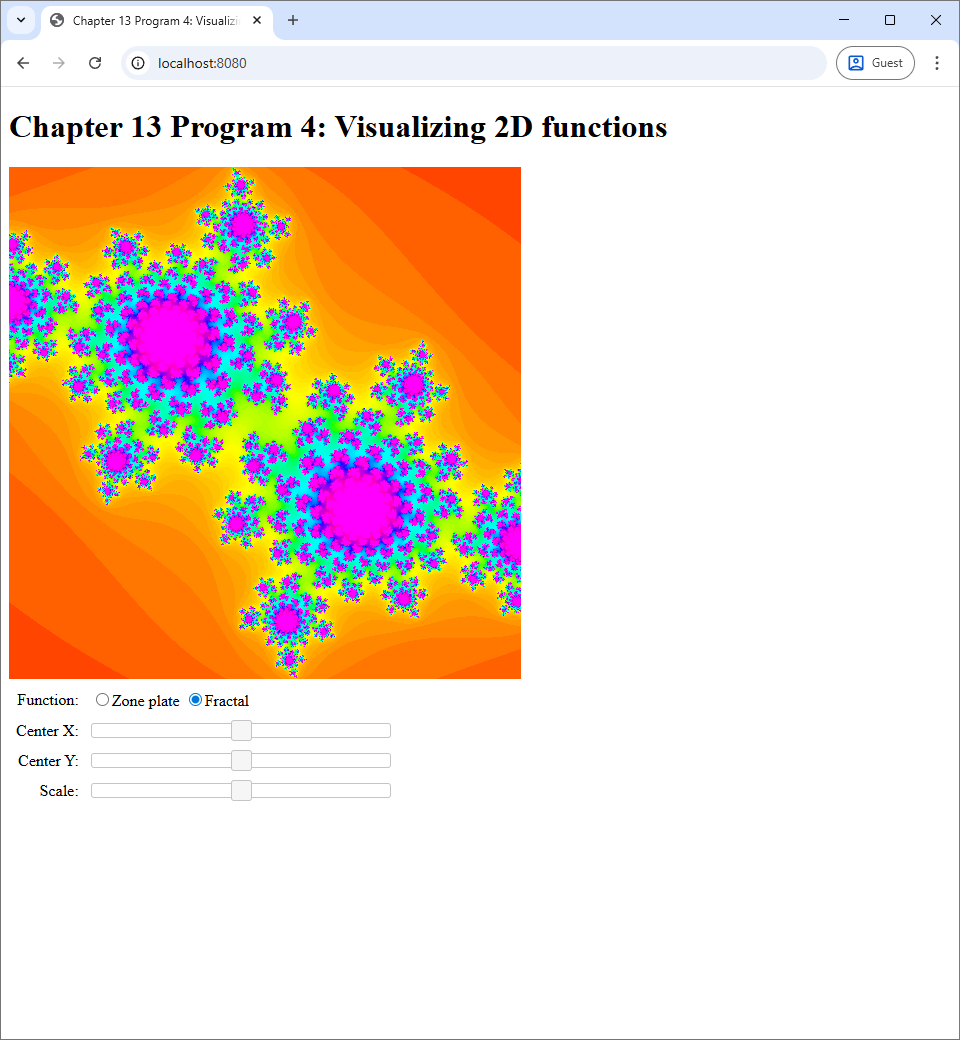 Chapter 13 Program 4: Visualizi
localhost:8080
Guest
Chapter 13 Program 4: Visualizing 2D functions
Function: Zone plate Fractal
Center X:
Center Y:
Scale: